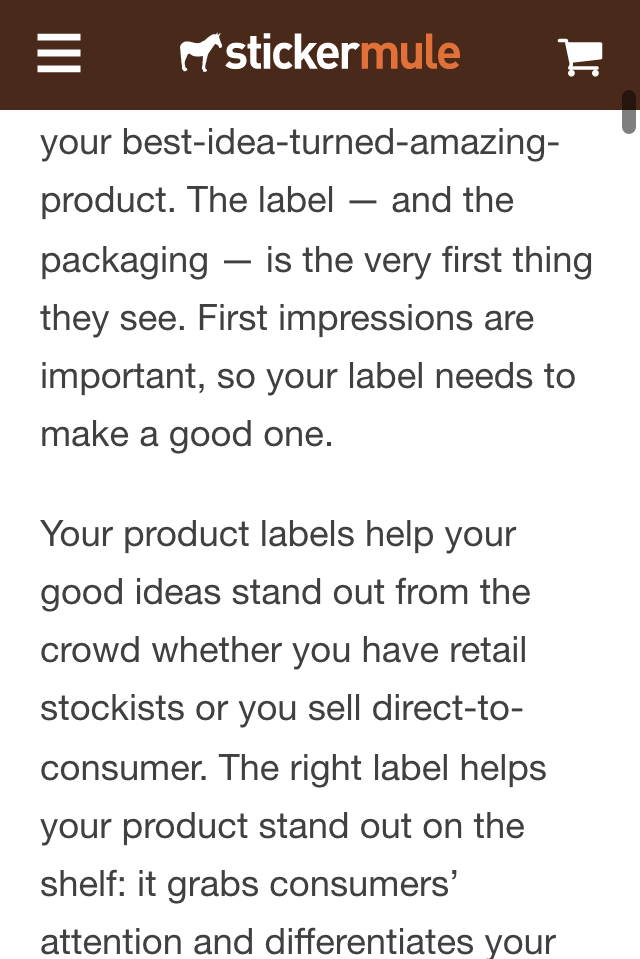 stickermule
your best-idea-turned-amazing-
product. The label — and the
packaging — is the very first thing
they see. First impressions are
important, so your label needs to
make a good one.
Your product labels help your
good ideas stand out from the
crowd whether you have retail
stockists or you sell direct-to-
consumer. The right label helps
your product stand out on the
shelf: it grabs consumers’
attention and differentiates your